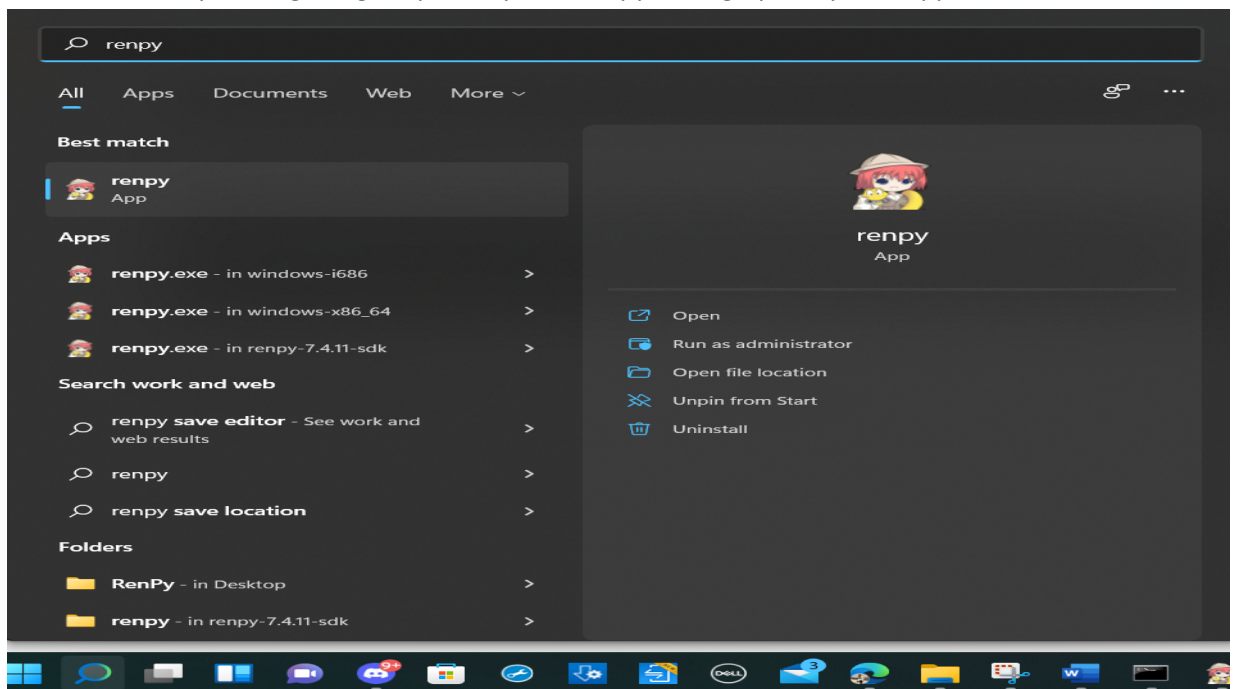 renpy
All Apps Documents Web More
Best match
renpy
App
Apps
renpy.exe - in windows-i686
renpy.exe - in windows-x86_64
renpy.exe - in renpy-7.4.11-sdk
Search work and web
renpy save editor - See work and
web results
renpy
renpy save location
Folders
RenPy - in Desktop
renpy - in renpy-7.4.11-sdk
renpy
App
Open
Run as administrator
Open file location
Unpin from Start
Uninstall
9+
DELL
3
W